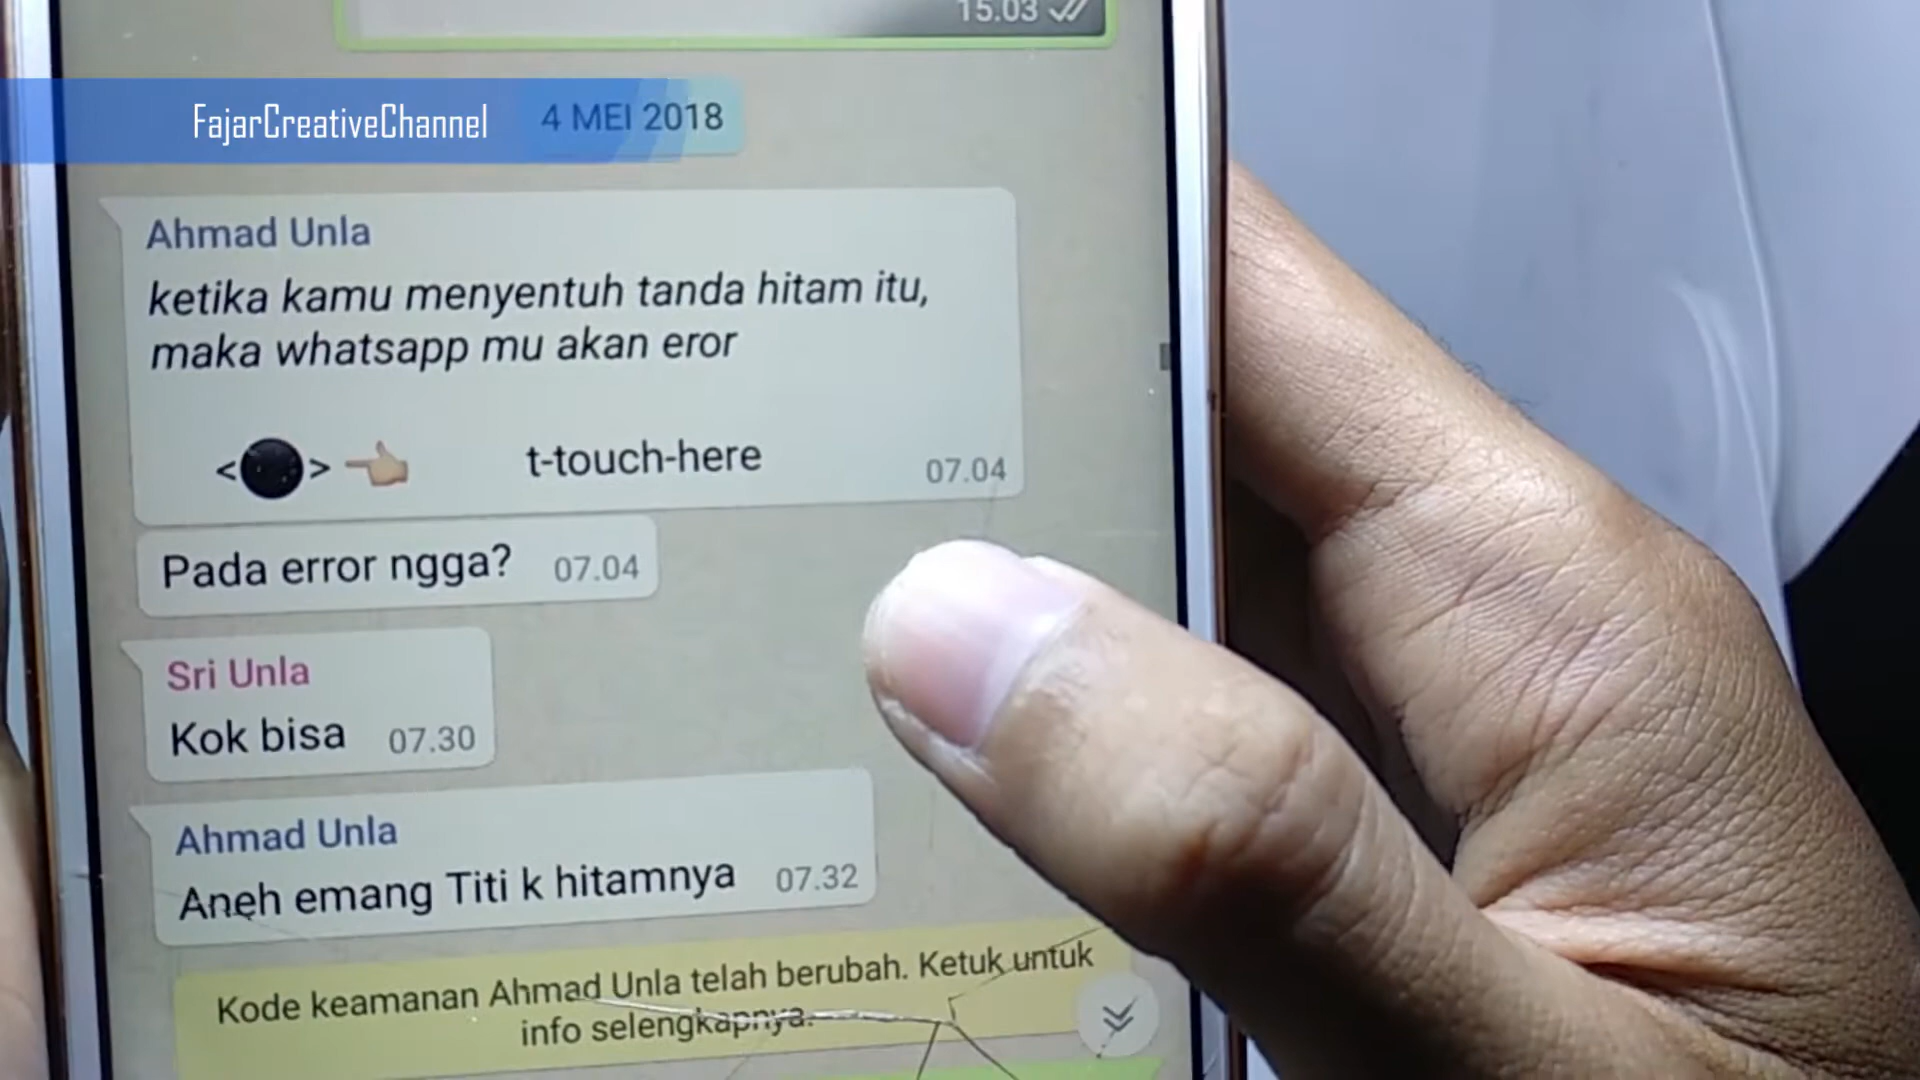 15.03
FajarCreativeChannel
4 MEI 2018
Ahmad Unla
ketika kamu menyentuh tanda hitam itu,
maka whatsapp mu akan eror
<⚫>👈 t-touch-here 07.04
Pada error ngga? 07.04
Sri Unla
Kok bisa 07.30
Ahmad Unla
Aneh emang Titi k hitamnya 07.32
Kode keamanan Ahmad Unla telah berubah. Ketuk untuk
info selengkapnya.